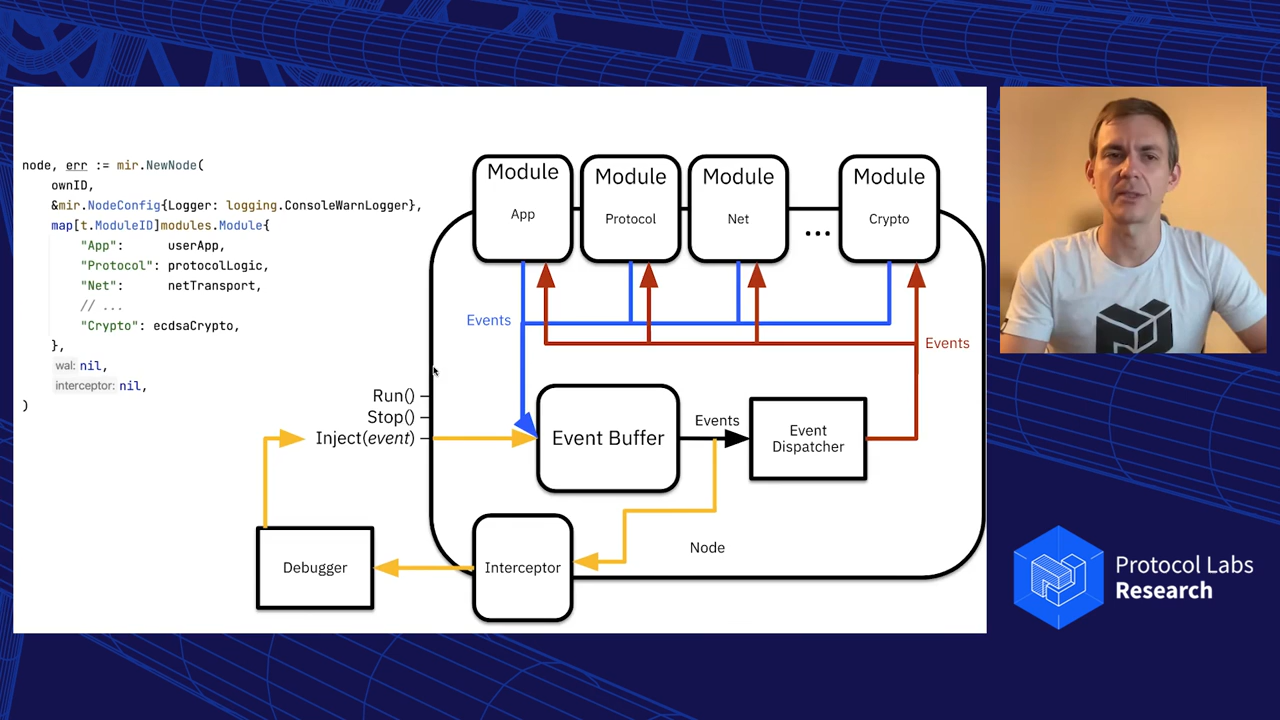 node, err := mir.NewNode(
ownID,
&mir.NodeConfig{Logger: logging.ConsoleWarnLogger},
map[t.ModuleID]modules.Module{
"App": userApp,
"Protocol": protocolLogic,
"Net": netTransport,
// ...
"Crypto": ecdsaCrypto,
},
wal: nil,
interceptor: nil,
)
Module
App
Module
Protocol
Module
Net
...
Module
Crypto
Events
Events
Run()
Stop()
Inject(event)
Event Buffer
Events
Event
Dispatcher
Debugger
Interceptor
Node
Protocol Labs
Research